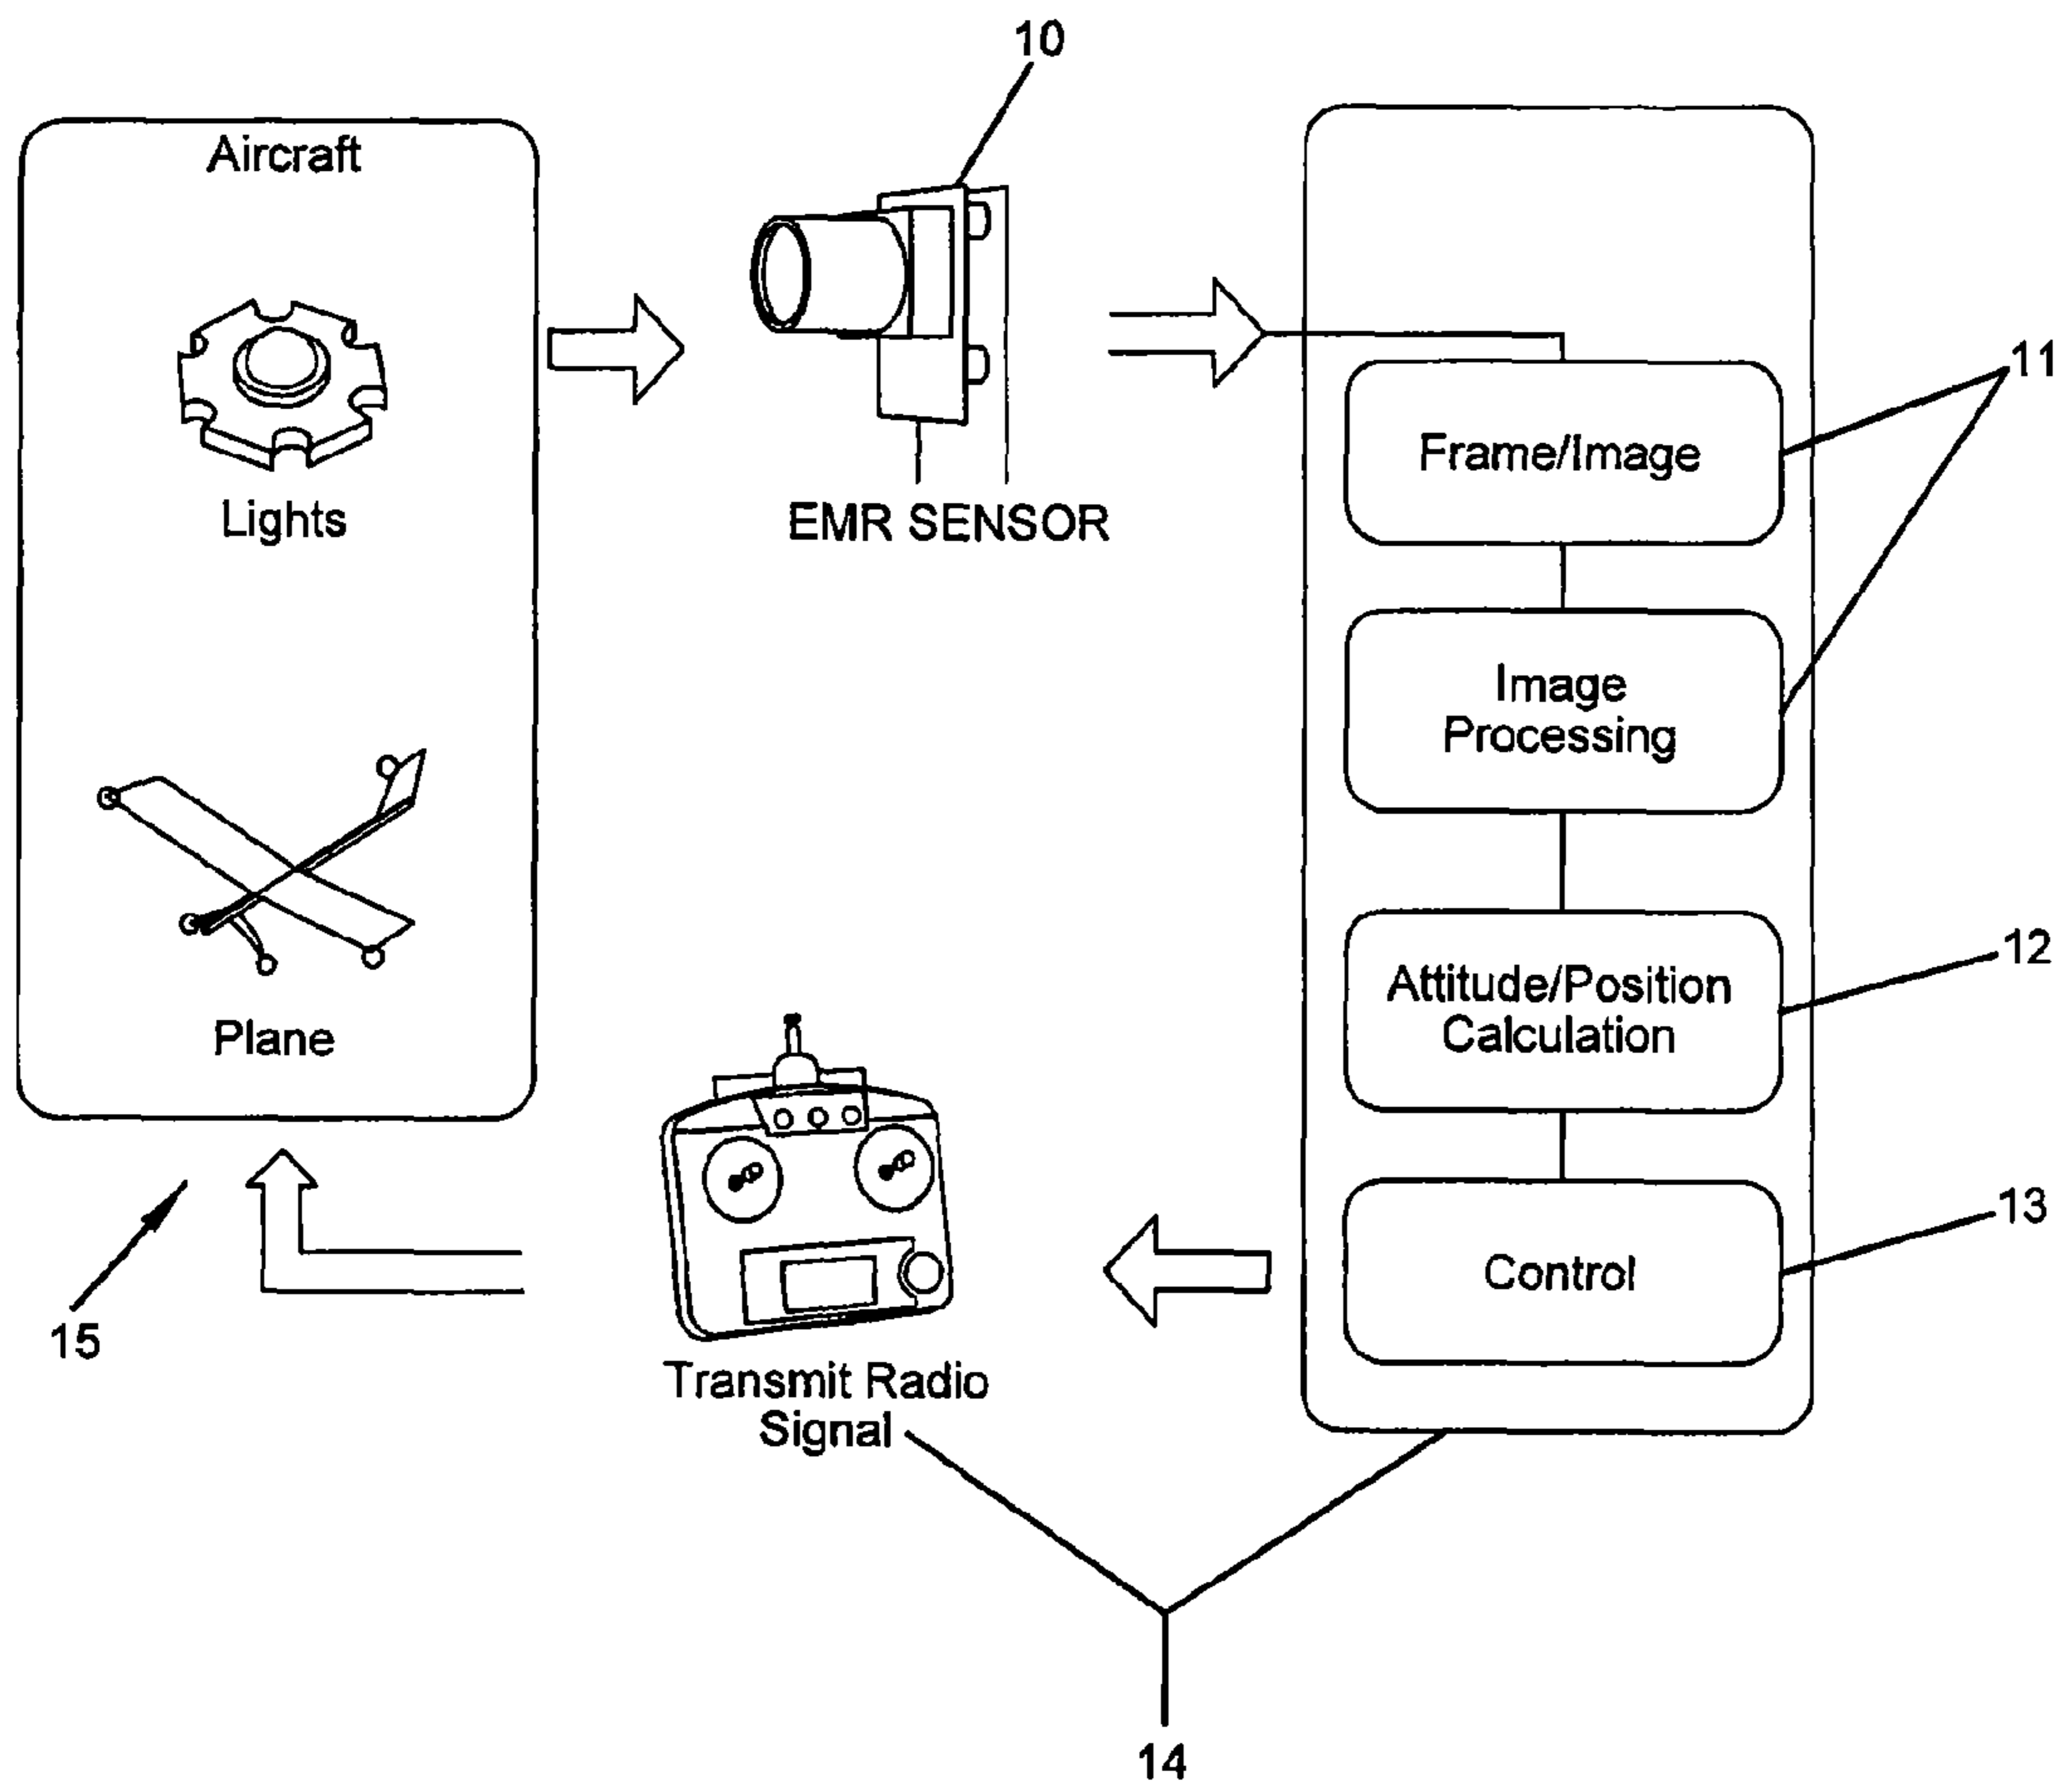 10
Aircraft
Lights
EMR SENSOR
Frame/Image
11
Image
Processing
Attitude/Position
Calculation
12
Plane
Control
13
15
Transmit Radio
Signal
14